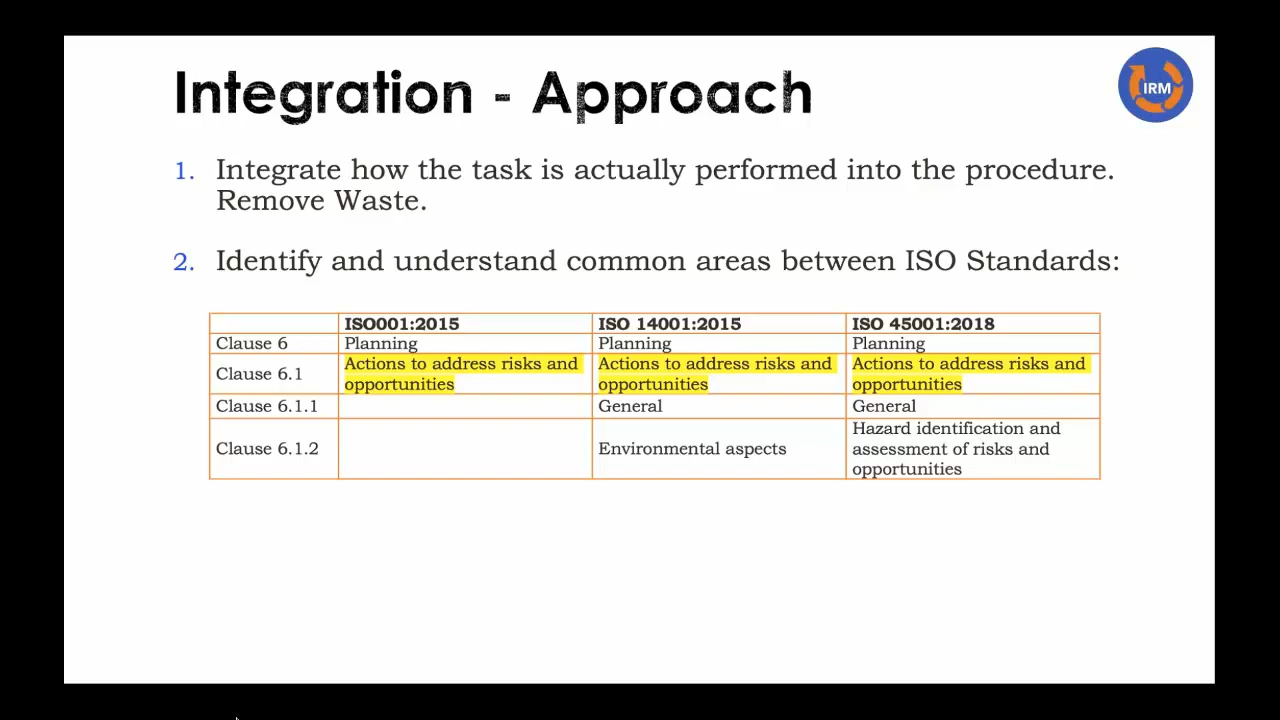 Integration - Approach
IRM
1. Integrate how the task is actually performed into the procedure.
Remove Waste.
2. Identify and understand common areas between ISO Standards:
ISO001:2015 ISO 14001:2015 ISO 45001:2018
Clause 6 Planning Planning Planning
Clause 6.1 Actions to address risks and opportunities Actions to address risks and opportunities Actions to address risks and opportunities
Clause 6.1.1 General General
Clause 6.1.2 Environmental aspects Hazard identification and assessment of risks and opportunities